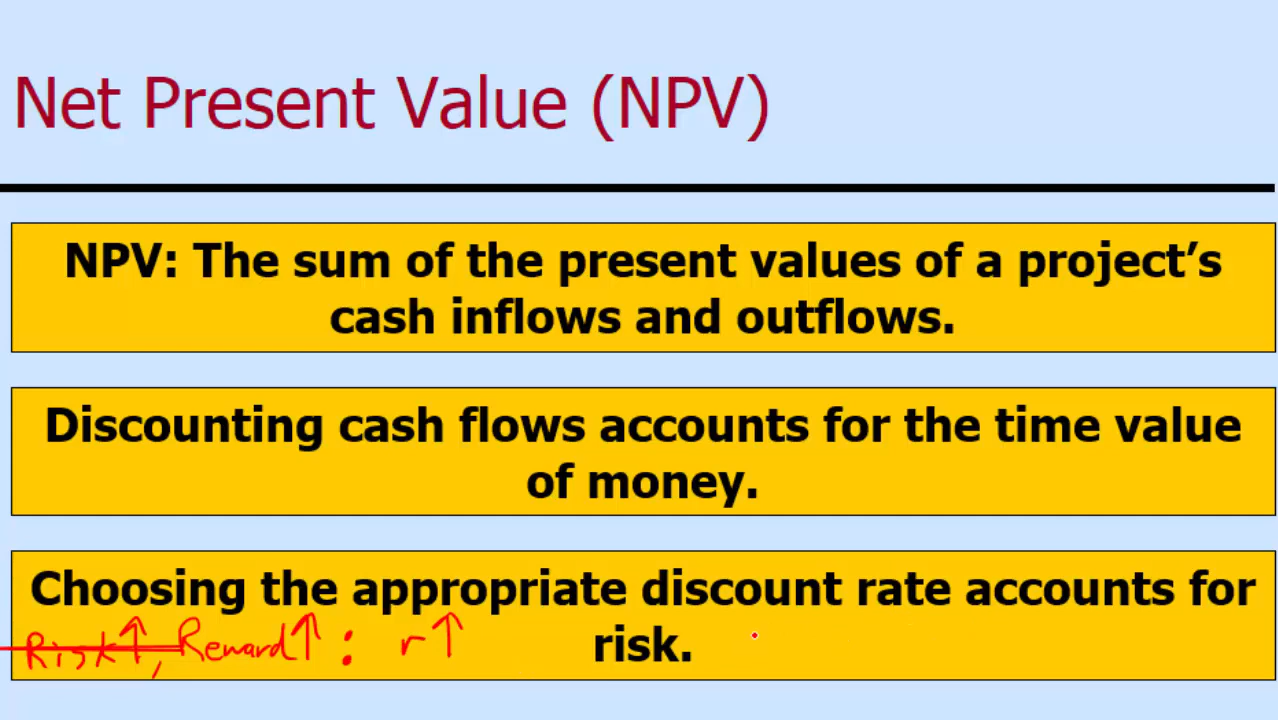 Net Present Value (NPV)
NPV: The sum of the present values of a project’s
cash inflows and outflows.
Discounting cash flows accounts for the time value
of money.
Choosing the appropriate discount rate accounts for
risk.
Risk↑, Reward↑ : r↑